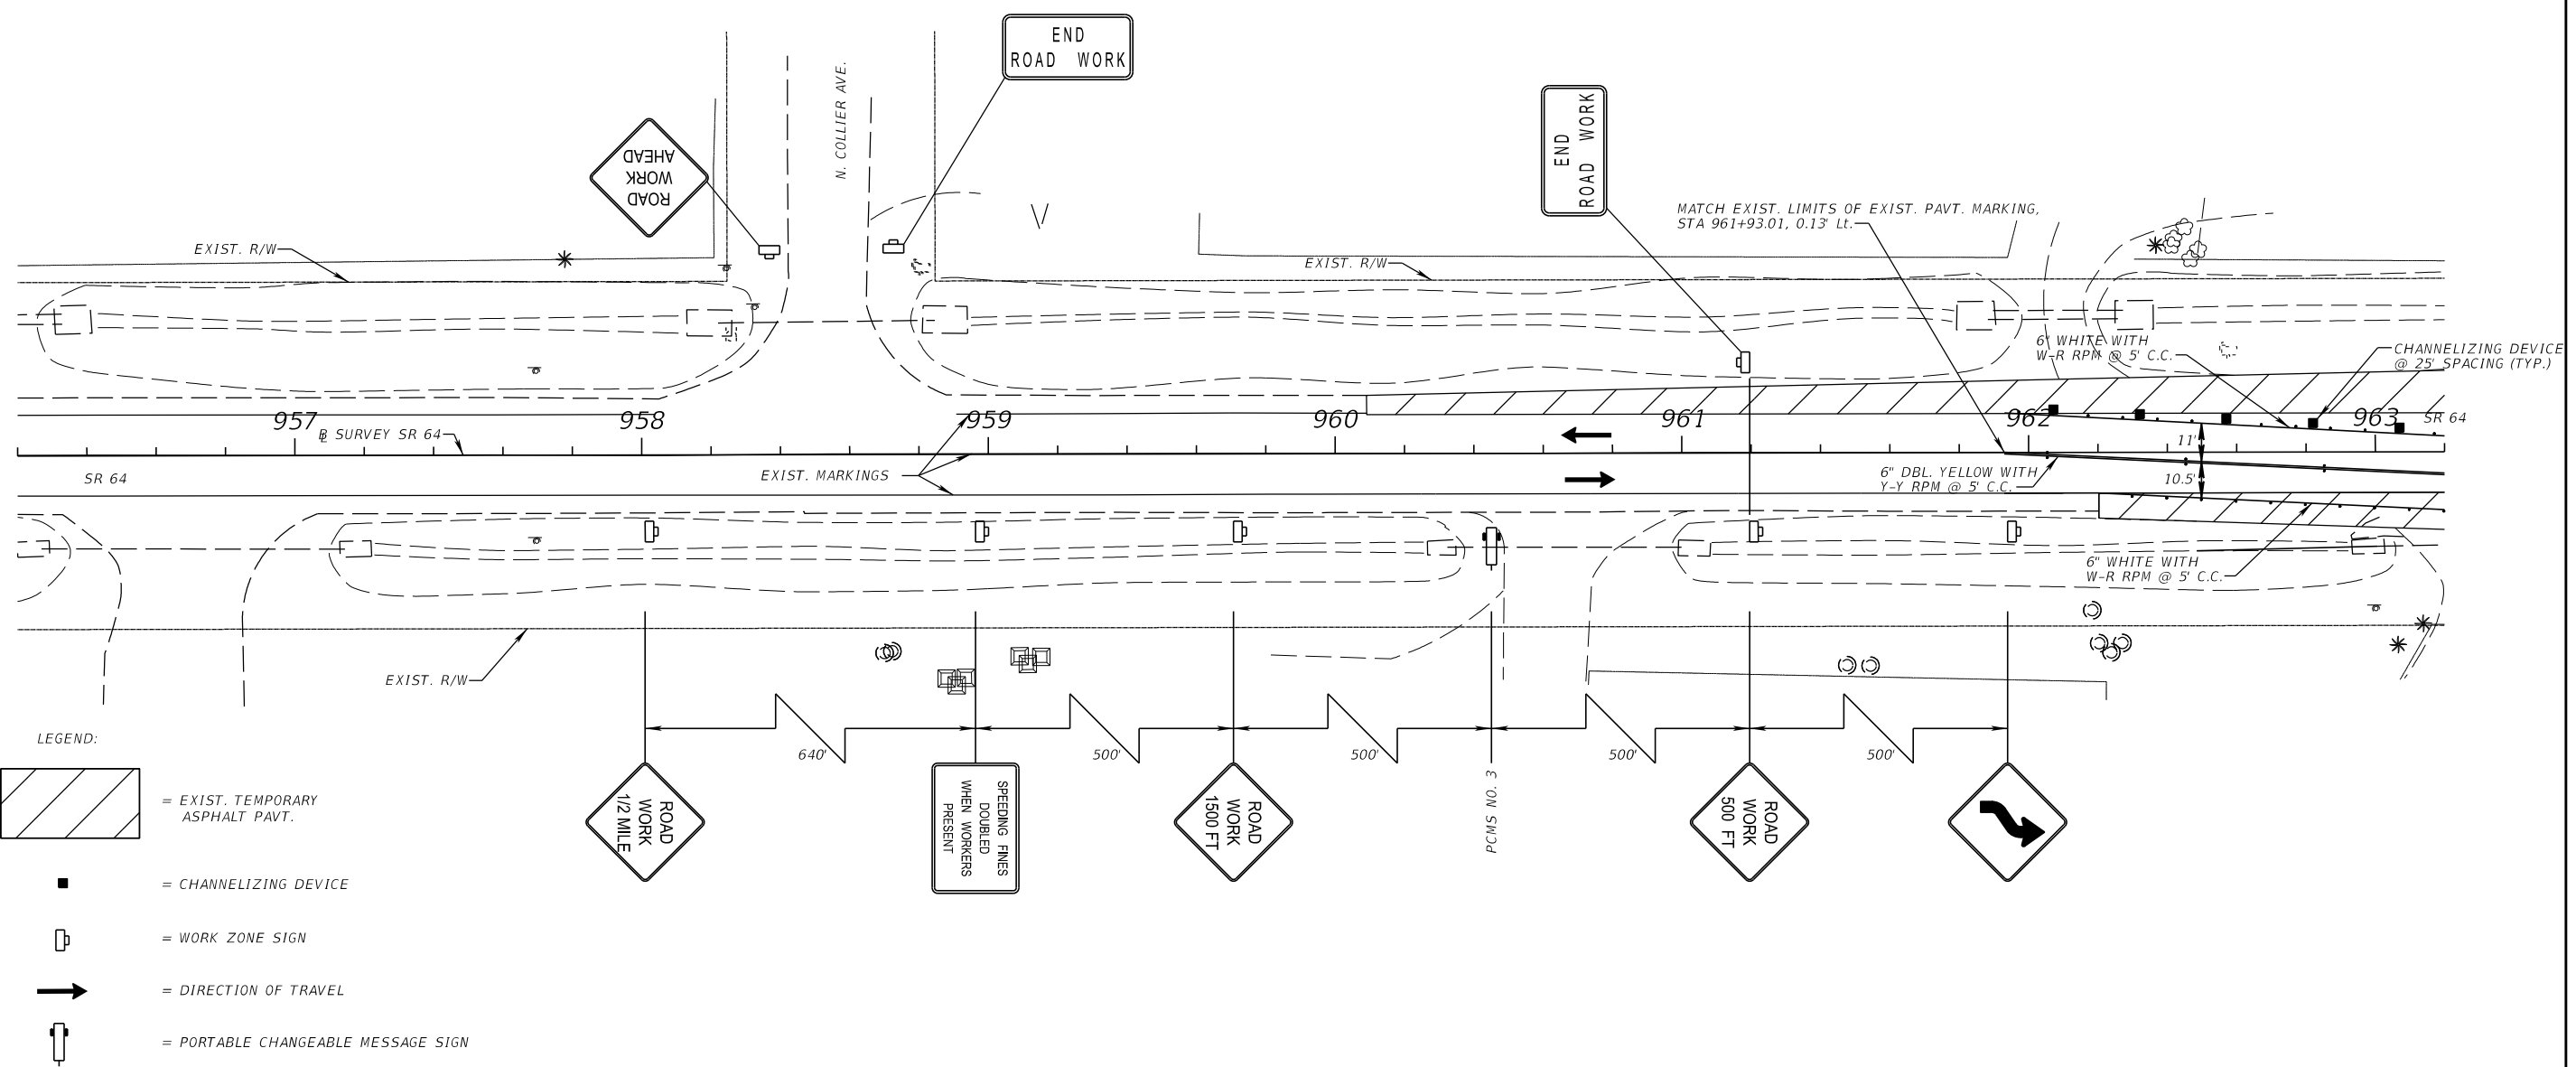 END
ROAD WORK
ROAD
WORK
AHEAD
N. COLLIER AVE.
END
ROAD WORK
MATCH EXIST. LIMITS OF EXIST. PAVT. MARKING,
STA 961+93.01, 0.13' Lt.
EXIST. R/W
EXIST. R/W
6" WHITE WITH
W-R RPM @ 5' C.C.
CHANNELIZING DEVICE
@ 25' SPACING (TYP.)
957
958
959
960
961
962
963
SR 64
B SURVEY SR 64
11'
SR 64
EXIST. MARKINGS
6" DBL. YELLOW WITH
Y-Y RPM @ 5' C.C.
10.5'
6" WHITE WITH
W-R RPM @ 5' C.C.
EXIST. R/W
640'
500'
500'
500'
500'
ROAD
WORK
1/2 MILE
SPEEDING FINES
DOUBLED
WHEN WORKERS
PRESENT
ROAD
WORK
1500 FT
PCMS NO. 3
ROAD
WORK
500 FT
LEGEND:
= EXIST. TEMPORARY
ASPHALT PAVT.
= CHANNELIZING DEVICE
= WORK ZONE SIGN
= DIRECTION OF TRAVEL
= PORTABLE CHANGEABLE MESSAGE SIGN